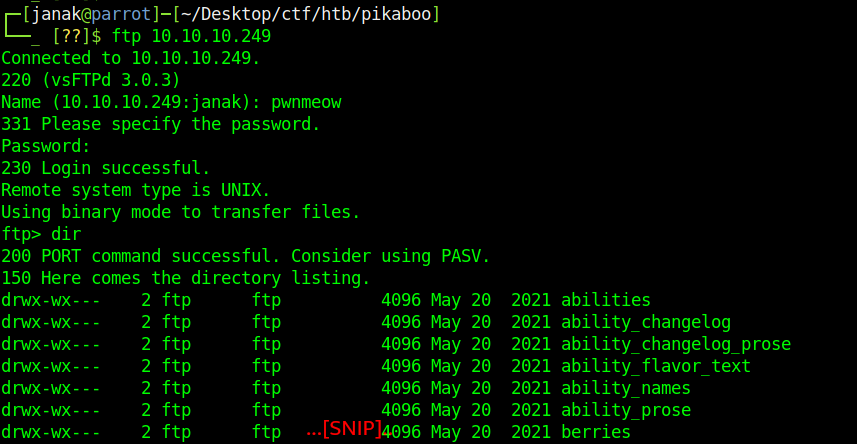 ┌─[janak@parrot]─[~/Desktop/ctf/htb/pikaboo]
└──╼ [??]$ ftp 10.10.10.249
Connected to 10.10.10.249.
220 (vsFTPd 3.0.3)
Name (10.10.10.249:janak): pwnmeow
331 Please specify the password.
Password:
230 Login successful.
Remote system type is UNIX.
Using binary mode to transfer files.
ftp> dir
200 PORT command successful. Consider using PASV.
150 Here comes the directory listing.
drwx-wx---    2 ftp      ftp          4096 May 20  2021 abilities
drwx-wx---    2 ftp      ftp          4096 May 20  2021 ability_changelog
drwx-wx---    2 ftp      ftp          4096 May 20  2021 ability_changelog_prose
drwx-wx---    2 ftp      ftp          4096 May 20  2021 ability_flavor_text
drwx-wx---    2 ftp      ftp          4096 May 20  2021 ability_names
drwx-wx---    2 ftp      ftp          4096 May 20  2021 ability_prose
drwx-wx---    2 ftp      ftp   ...[SNIP] 4096 May 20  2021 berries